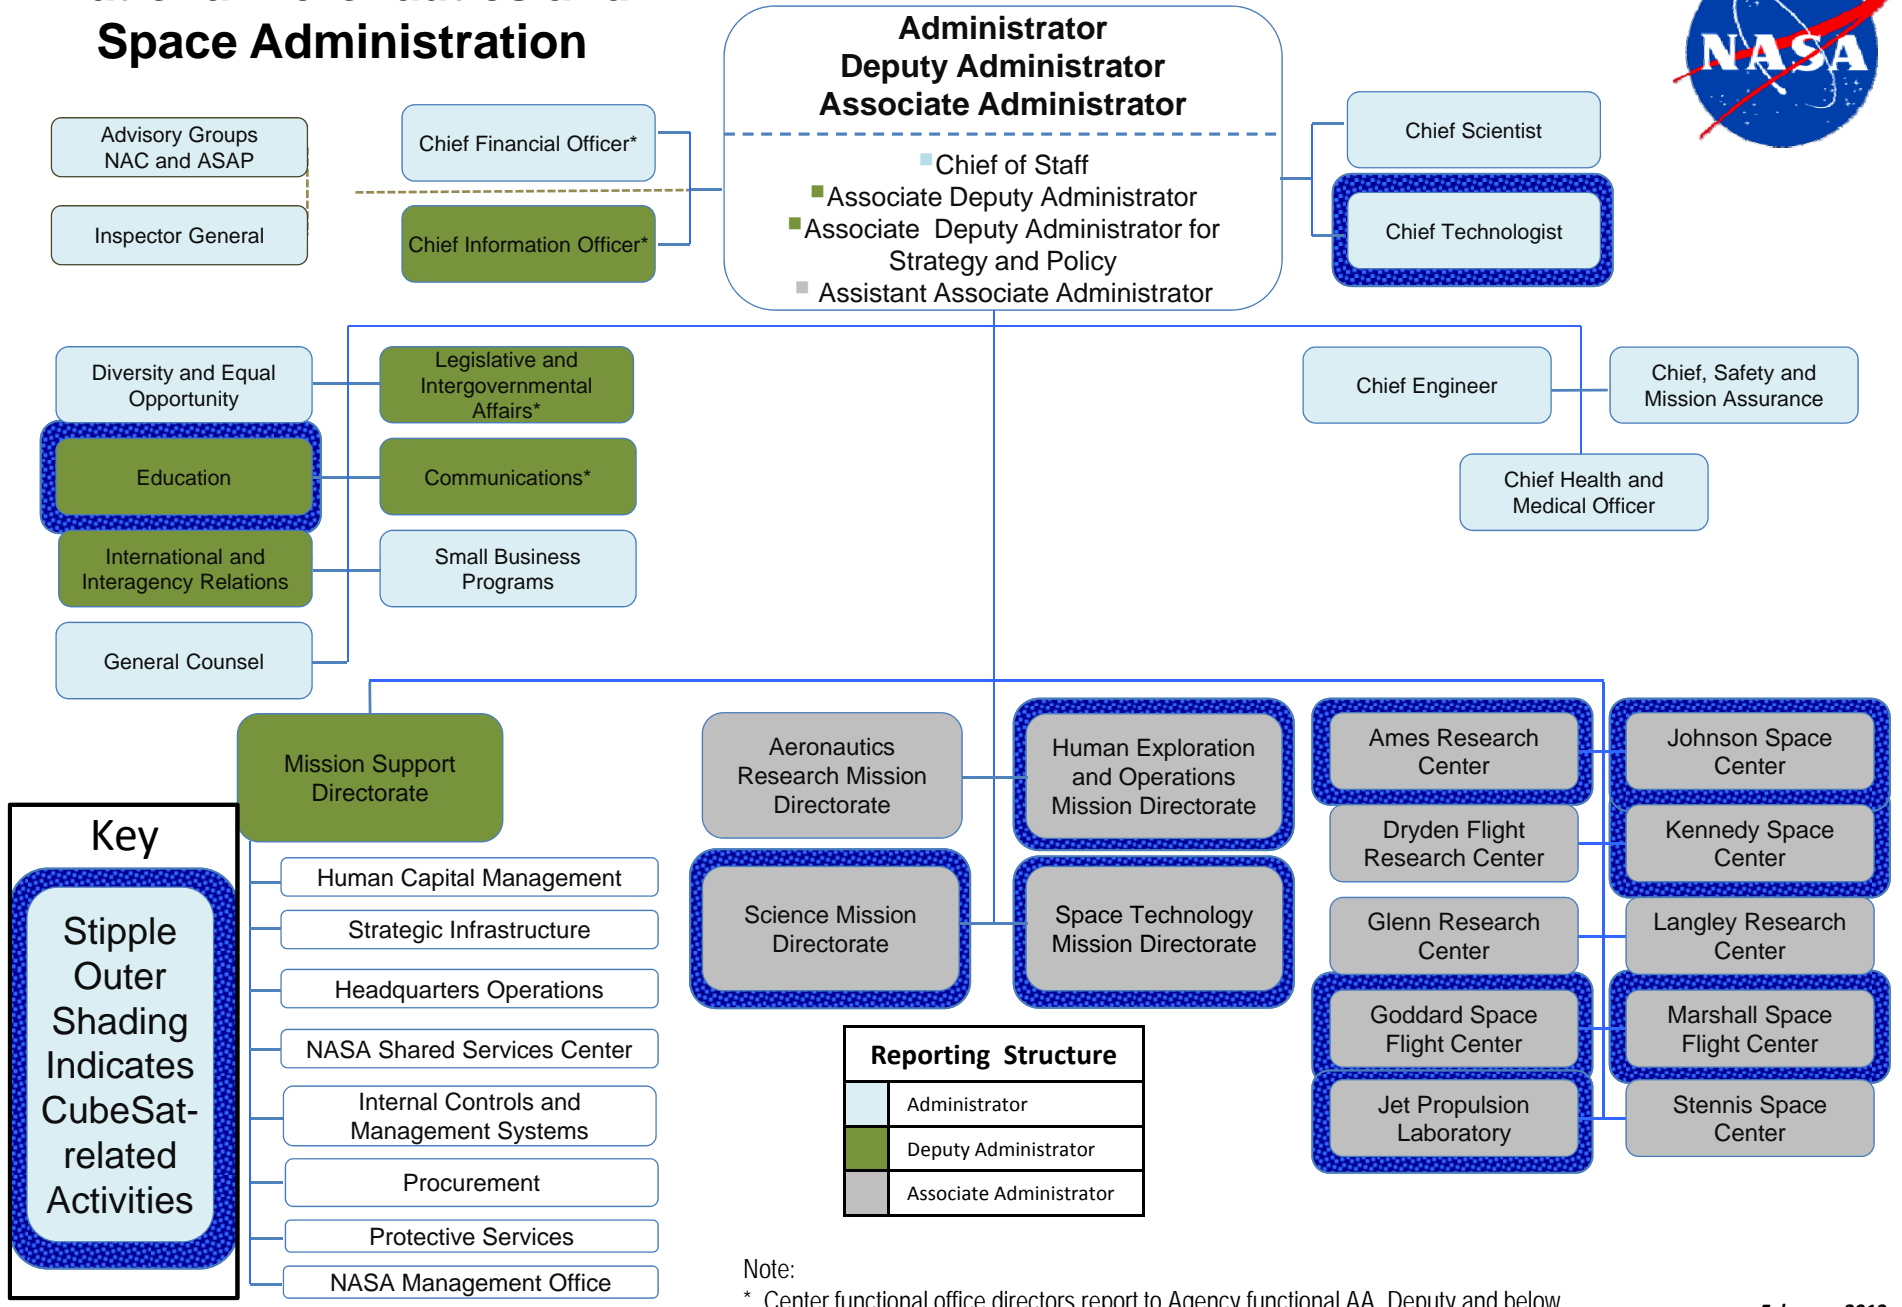 Space Administration
Administrator
Deputy Administrator
Associate Administrator
Chief of Staff
Associate Deputy Administrator
Associate Deputy Administrator for
Strategy and Policy
Assistant Associate Administrator
NASA
Advisory Groups
NAC and ASAP
Inspector General
Chief Financial Officer*
Chief Information Officer*
Chief Scientist
Chief Technologist
Diversity and Equal
Opportunity
Legislative and
Intergovernmental
Affairs*
Education
Communications*
International and
Interagency Relations
Small Business
Programs
General Counsel
Chief Engineer
Chief, Safety and
Mission Assurance
Chief Health and
Medical Officer
Mission Support
Directorate
Human Capital Management
Strategic Infrastructure
Headquarters Operations
NASA Shared Services Center
Internal Controls and
Management Systems
Procurement
Protective Services
NASA Management Office
Key
Stipple
Outer
Shading
Indicates
CubeSat-
related
Activities
Aeronautics
Research Mission
Directorate
Human Exploration
and Operations
Mission Directorate
Science Mission
Directorate
Space Technology
Mission Directorate
Ames Research
Center
Johnson Space
Center
Dryden Flight
Research Center
Kennedy Space
Center
Glenn Research
Center
Langley Research
Center
Goddard Space
Flight Center
Marshall Space
Flight Center
Jet Propulsion
Laboratory
Stennis Space
Center
Reporting Structure
Administrator
Deputy Administrator
Associate Administrator
Note:
* Center functional office directors report to Agency functional AA. Deputy and below